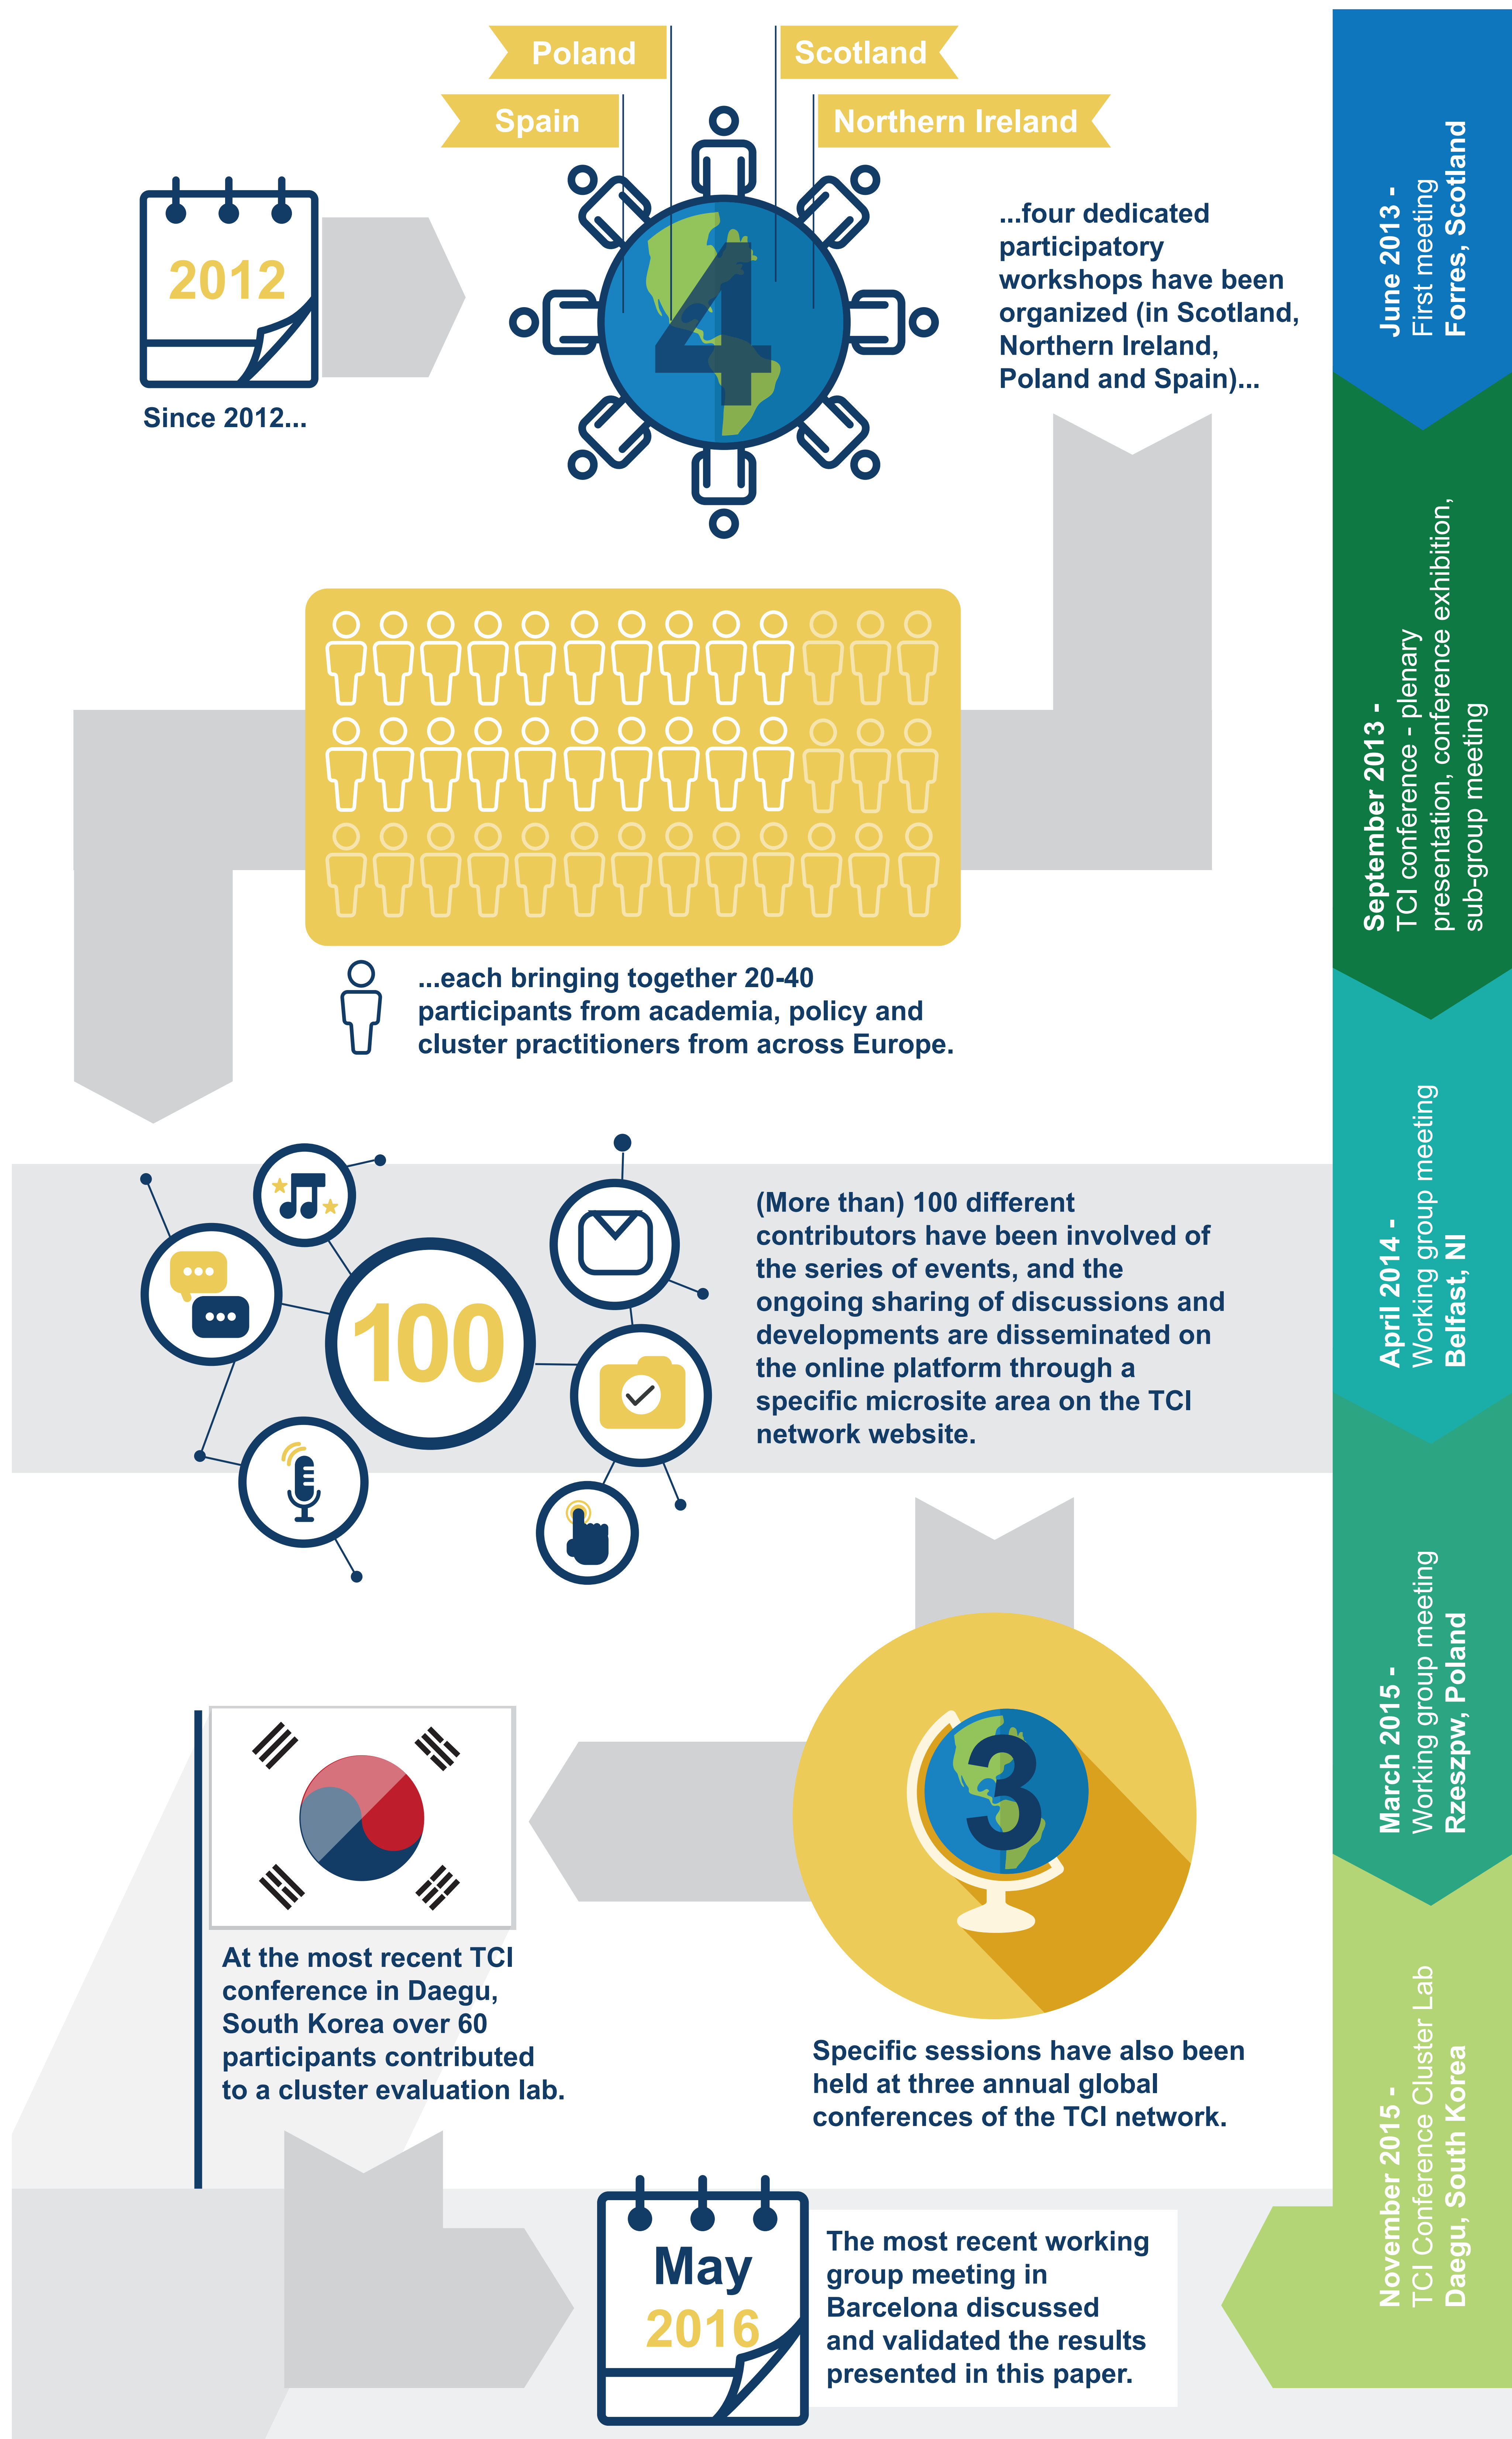 Poland
Scotland
Spain
Northern Ireland
2012
Since 2012...
4
...four dedicated
participatory
workshops have been
organized (in Scotland,
Northern Ireland,
Poland and Spain)...
...each bringing together 20-40
participants from academia, policy and
cluster practitioners from across Europe.
100
(More than) 100 different
contributors have been involved of
the series of events, and the
ongoing sharing of discussions and
developments are disseminated on
the online platform through a
specific microsite area on the TCI
network website.
3
Specific sessions have also been
held at three annual global
conferences of the TCI network.
At the most recent TCI
conference in Daegu,
South Korea over 60
participants contributed
to a cluster evaluation lab.
May
2016
The most recent working
group meeting in
Barcelona discussed
and validated the results
presented in this paper.
June 2013 -
First meeting
Forres, Scotland
September 2013 -
TCI conference - plenary
presentation, conference exhibition,
sub-group meeting
April 2014 -
Working group meeting
Belfast, NI
March 2015 -
Working group meeting
Rzeszpw, Poland
November 2015 -
TCI Conference Cluster Lab
Daegu, South Korea